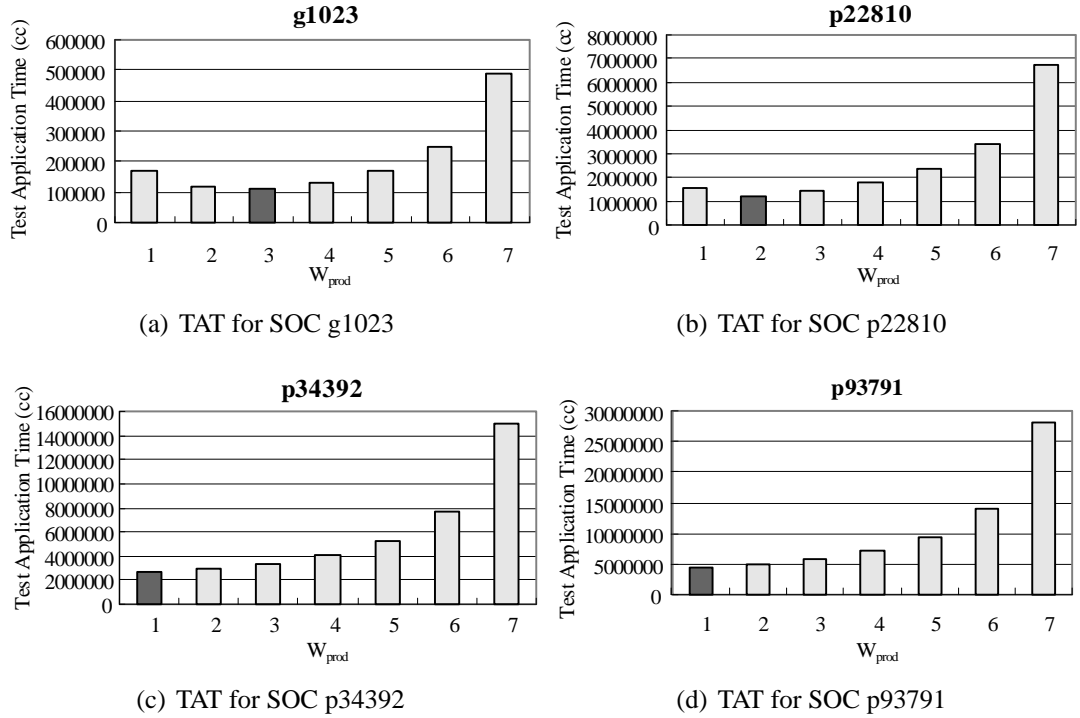 g1023
Test Application Time (cc)
600000
500000
400000
300000
200000
100000
0
1 2 3 4 5 6 7
Wprod
(a) TAT for SOC g1023
p22810
Test Application Time (cc)
8000000
7000000
6000000
5000000
4000000
3000000
2000000
1000000
0
1 2 3 4 5 6 7
Wprod
(b) TAT for SOC p22810
p34392
Test Application Time (cc)
16000000
14000000
12000000
10000000
8000000
6000000
4000000
2000000
0
1 2 3 4 5 6 7
Wprod
(c) TAT for SOC p34392
p93791
Test Application Time (cc)
30000000
25000000
20000000
15000000
10000000
5000000
0
1 2 3 4 5 6 7
Wprod
(d) TAT for SOC p93791